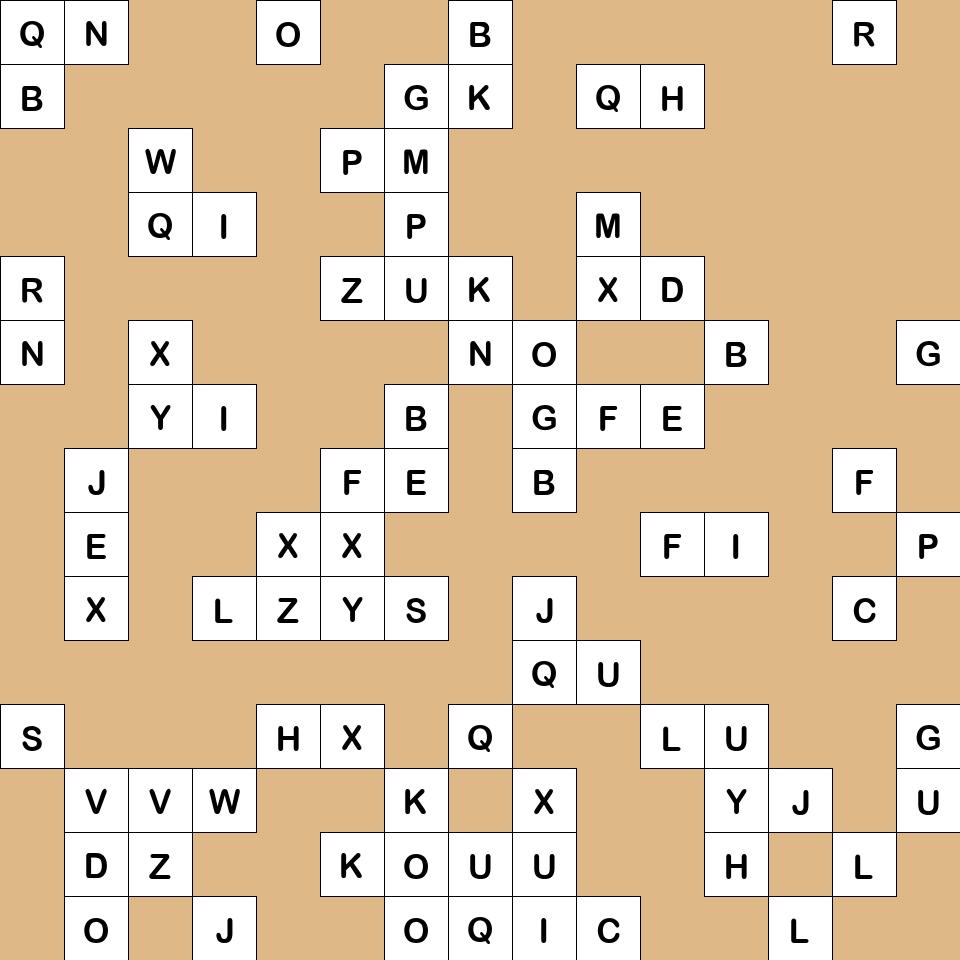 Q N O B R
B G K Q H
W P M
Q I P M
R Z U K X D
N X N O B G
Y I B G F E
J F E B F
E X X F I P
X L Z Y S J C
Q U
S H X Q L U G
V V W K X Y J U
D Z K O U U H L
O J O Q I C L